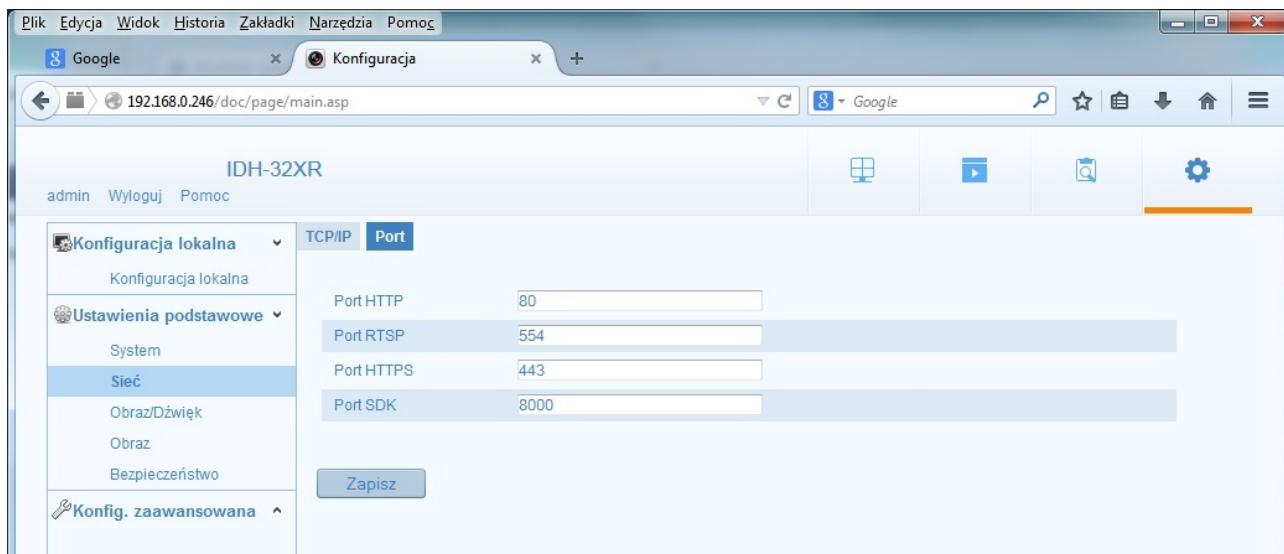 Plik Edycja Widok Historia Zakładki Narzędzia Pomoc
Google
Konfiguracja
192.168.0.246/doc/page/main.asp
Google
IDH-32XR
admin Wyloguj Pomoc
Konfiguracja lokalna
Konfiguracja lokalna
Ustawienia podstawowe
System
Sieć
Obraz/Dźwięk
Obraz
Bezpieczeństwo
Konfig. zaawansowana
TCP/IP Port
Port HTTP 80
Port RTSP 554
Port HTTPS 443
Port SDK 8000
Zapisz